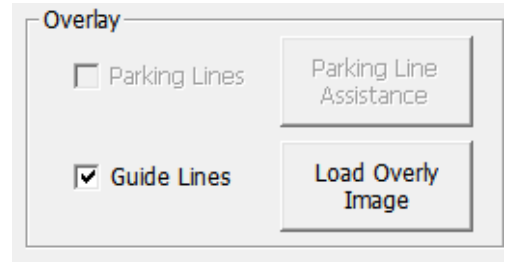 Overlay
Parking Lines
Parking Line
Assistance
Guide Lines
Load Overly
Image